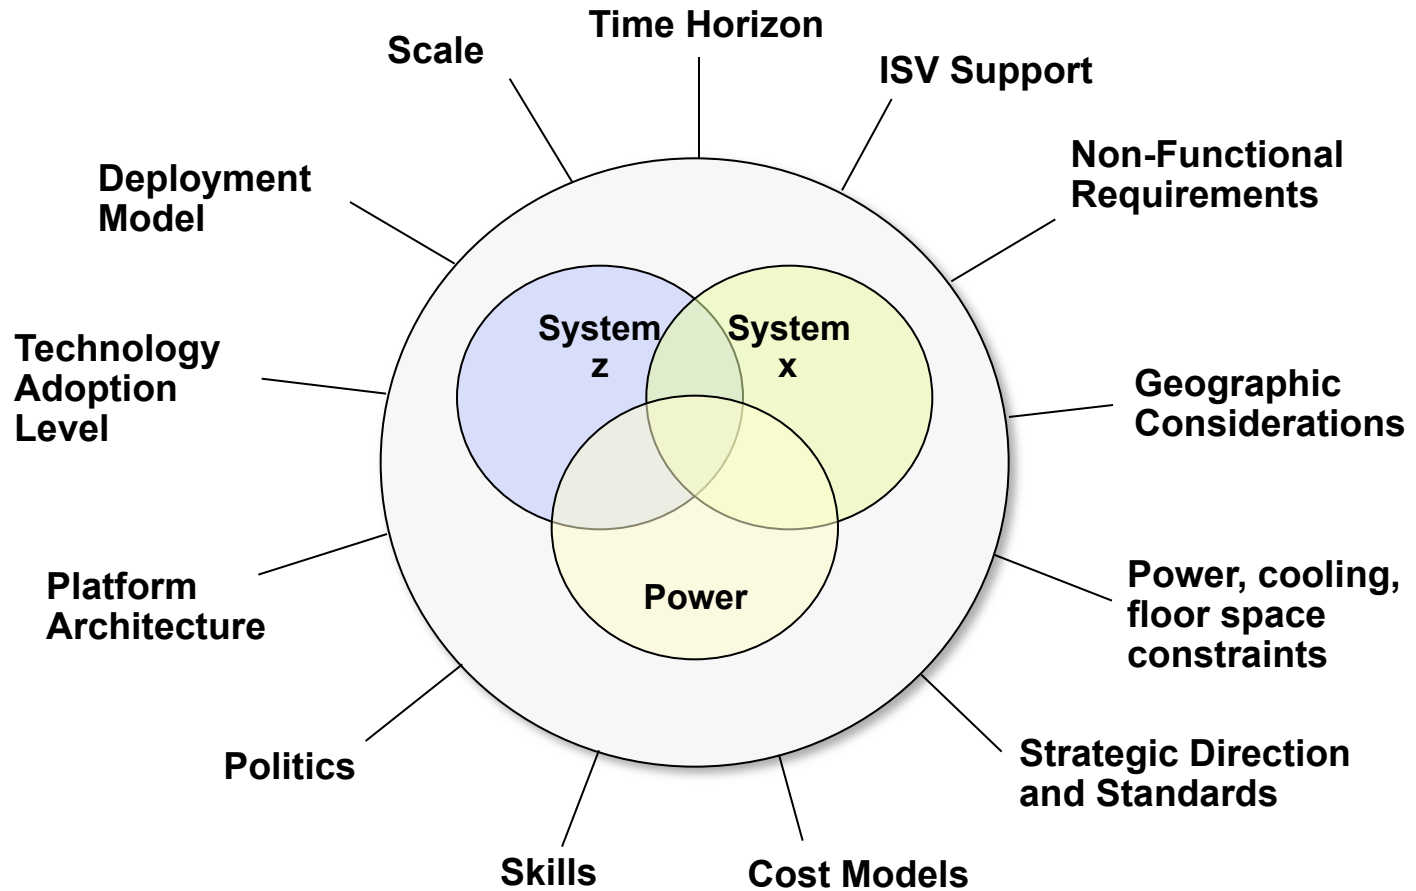 Time Horizon
Scale
ISV Support
Non-Functional
Requirements
Deployment
Model
System
z
System
x
Technology
Adoption
Level
Geographic
Considerations
Platform
Architecture
Power
Power, cooling,
floor space
constraints
Politics
Strategic Direction
and Standards
Skills
Cost Models